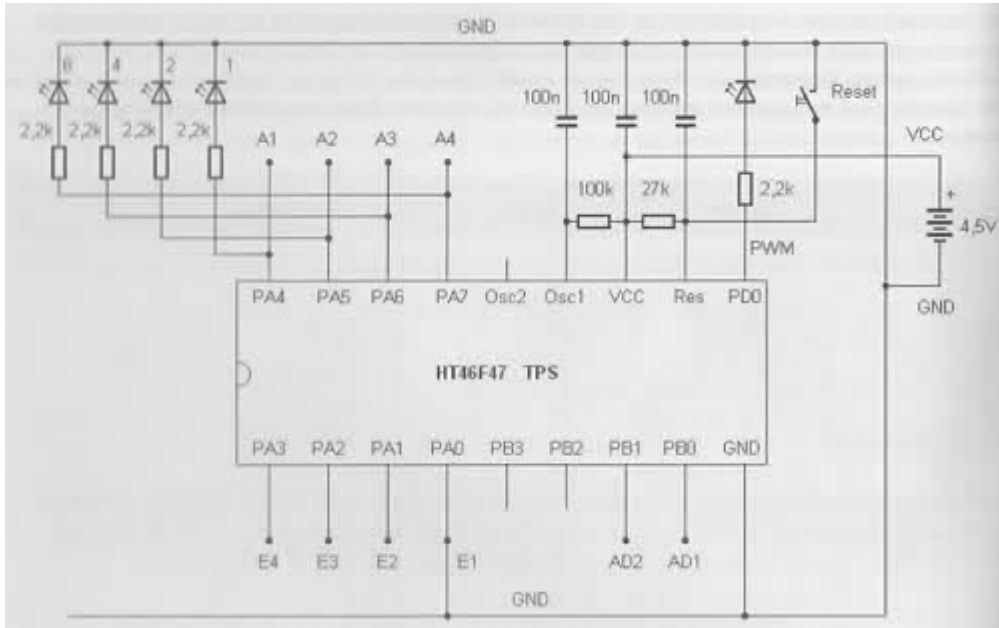 GND
8 4 2 1
100n 100n 100n Reset
2,2k 2,2k 2,2k 2,2k A1 A2 A3 A4 VCC
100k 27k 2,2k + 4,5V
PWM
PA4 PA5 PA6 PA7 Osc2 Osc1 VCC Res PD0 GND
HT46F47 TPS
PA3 PA2 PA1 PA0 PB3 PB2 PB1 PB0 GND
E4 E3 E2 E1 AD2 AD1
GND